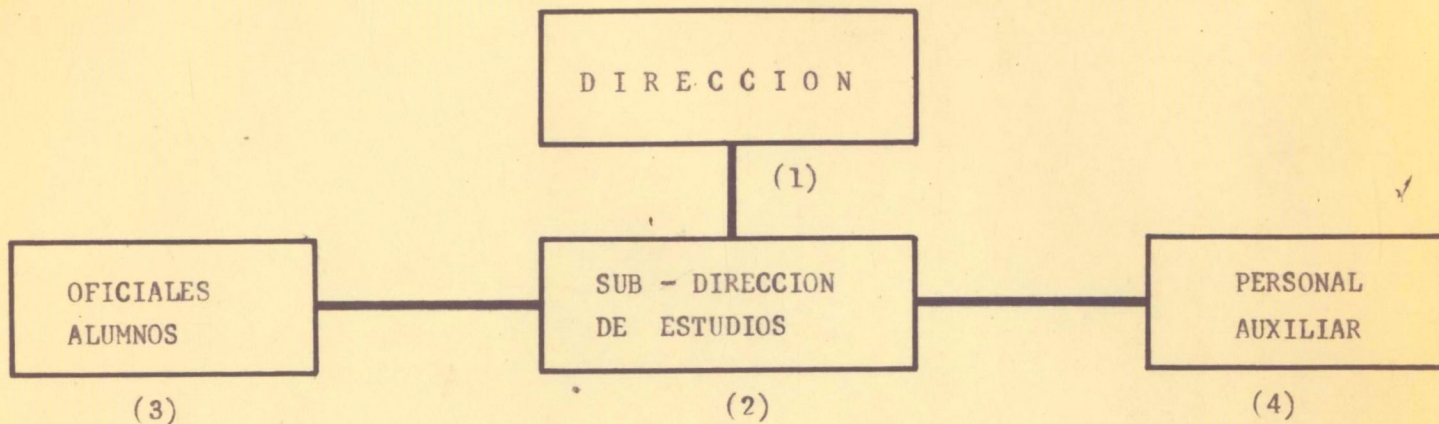 D I R E C C I O N
(1)
OFICIALES
ALUMNOS
(3)
SUB - DIRECCION
DE ESTUDIOS
(2)
PERSONAL
AUXILIAR
(4)